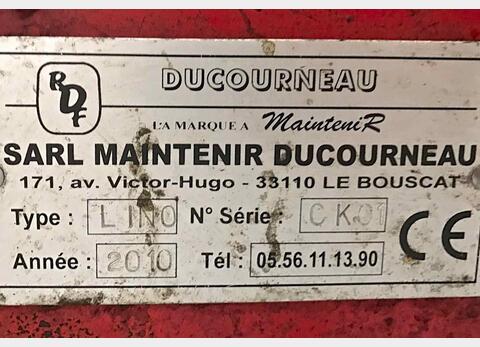 RDF
DUCOURNEAU
L'A MARQUE A MainteniR
SARL MAINTENIR DUCOURNEAU
171, av. Victor-Hugo - 33110 LE BOUSCAT
Type : LINO N° Série : CK01
Année : 2010 Tél : 05.56.11.13.90
CE